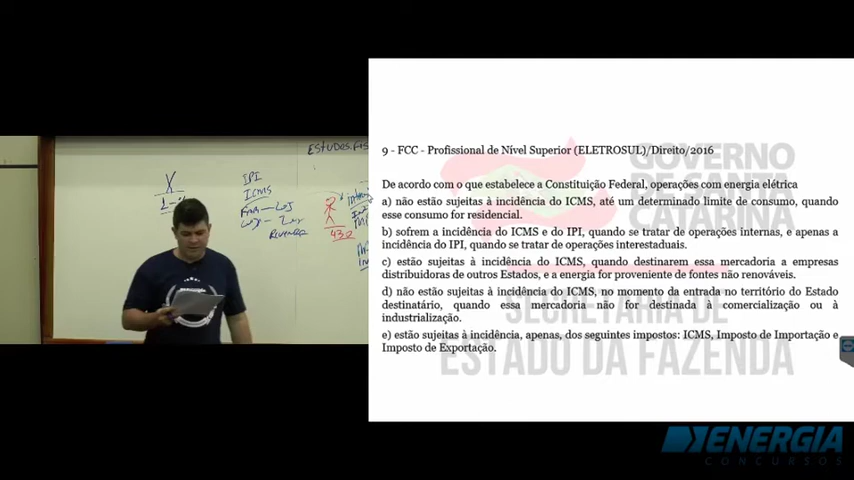 Estudos.Fis
X
IPI
ICMS
430
9 - FCC - Profissional de Nível Superior (ELETROSUL)/Direito/2016
De acordo com o que estabelece a Constituição Federal, operações com energia elétrica
a) não estão sujeitas à incidência do ICMS, até um determinado limite de consumo, quando
esse consumo for residencial.
b) sofrem a incidência do ICMS e do IPI, quando se tratar de operações internas, e apenas a
incidência do IPI, quando se tratar de operações interestaduais.
c) estão sujeitas à incidência do ICMS, quando destinarem essa mercadoria a empresas
distribuidoras de outros Estados, e a energia for proveniente de fontes não renováveis.
d) não estão sujeitas à incidência do ICMS, no momento da entrada no território do Estado
destinatário, quando essa mercadoria não for destinada à comercialização ou à
industrialização.
e) estão sujeitas à incidência, apenas, dos seguintes impostos: ICMS, Imposto de Importação e
Imposto de Exportação.
GOVERNO
DE SANTA
CATARINA
SECRETARIA DE
ESTADO DA FAZENDA
ENERGIA
CONCURSOS